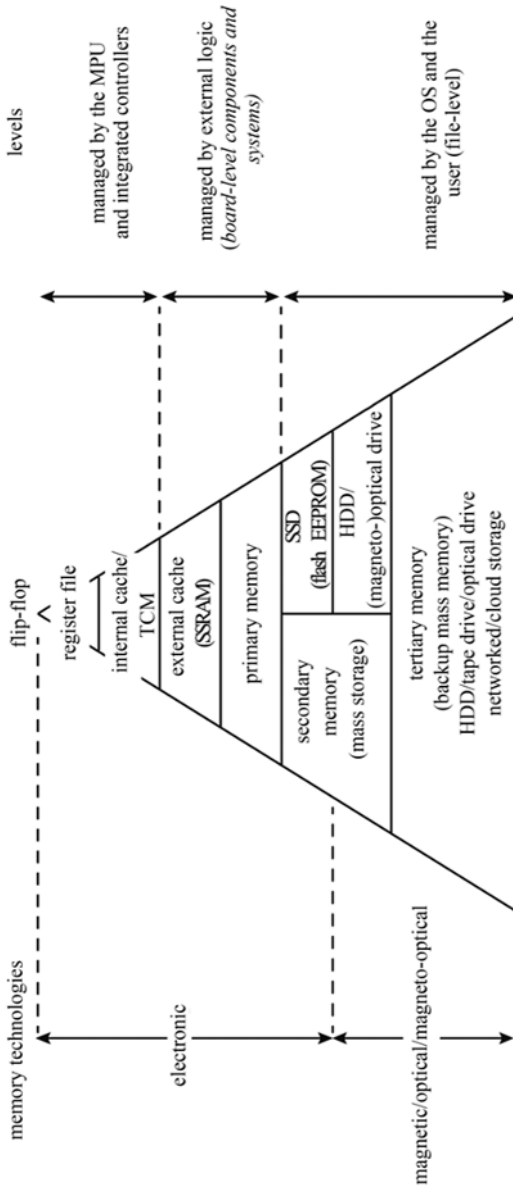 memory technologies
levels
flip-flop
register file
internal cache/
TCM
external cache
(SSRAM)
primary memory
secondary
memory
(mass storage)
SSD
(flash EEPROM)
HDD/
(magneto-)optical drive
tertiary memory
(backup mass memory)
HDD/tape drive/optical drive
networked/cloud storage
electronic
magnetic/optical/magneto-optical
managed by the MPU
and integrated controllers
managed by external logic
(board-level components and
systems)
managed by the OS and the
user (file-level)